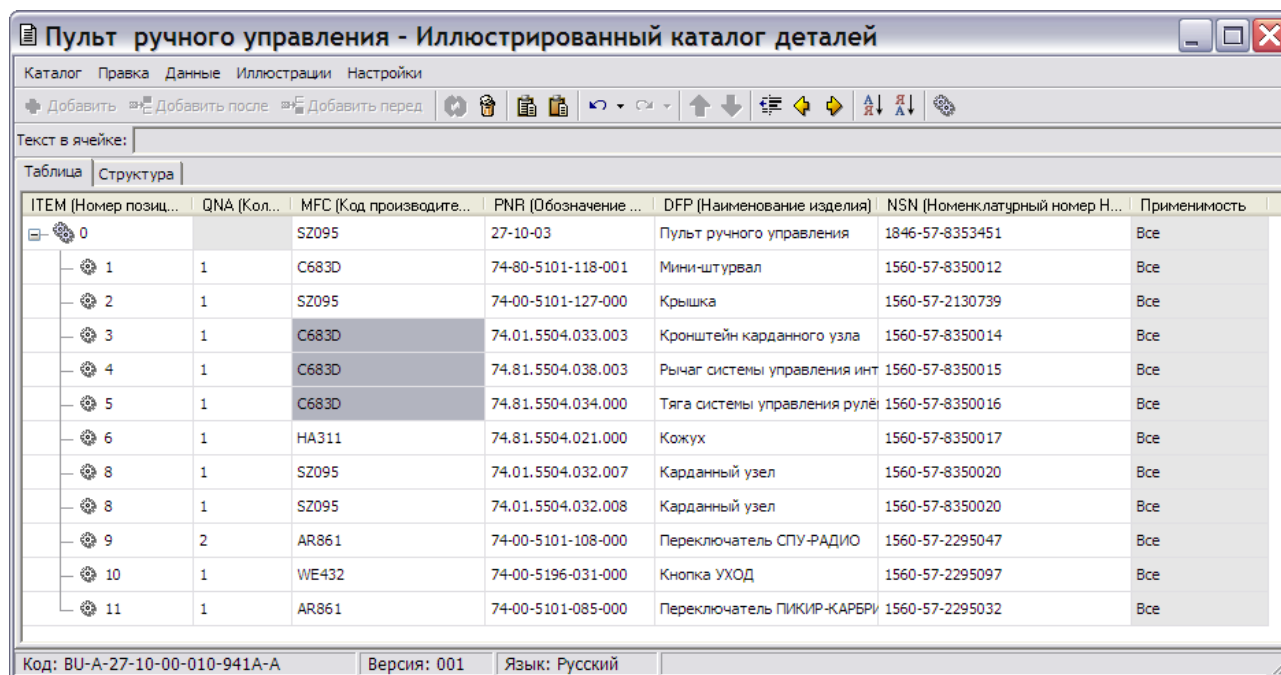 Пульт ручного управления - Иллюстрированный каталог деталей
Каталог Правка Данные Иллюстрации Настройки
Добавить Добавить после Добавить перед
Текст в ячейке:
Таблица Структура
ITEM (Номер позиц... QNA (Кол... MFC (Код производите... PNR (Обозначение ... DFP (Наименование изделия) NSN (Номенклатурный номер Н... Применимость
0 SZ095 27-10-03 Пульт ручного управления 1846-57-8353451 Все
1 1 C683D 74-80-5101-118-001 Мини-штурвал 1560-57-8350012 Все
2 1 SZ095 74-00-5101-127-000 Крышка 1560-57-2130739 Все
3 1 C683D 74.01.5504.033.003 Кронштейн карданного узла 1560-57-8350014 Все
4 1 C683D 74.81.5504.038.003 Рычаг системы управления инт 1560-57-8350015 Все
5 1 C683D 74.81.5504.034.000 Тяга системы управления рулё 1560-57-8350016 Все
6 1 HA311 74.81.5504.021.000 Кожух 1560-57-8350017 Все
8 1 SZ095 74.01.5504.032.007 Карданный узел 1560-57-8350020 Все
8 1 SZ095 74.01.5504.032.008 Карданный узел 1560-57-8350020 Все
9 2 AR861 74-00-5101-108-000 Переключатель СПУ-РАДИО 1560-57-2295047 Все
10 1 WE432 74-00-5196-031-000 Кнопка УХОД 1560-57-2295097 Все
11 1 AR861 74-00-5101-085-000 Переключатель ПИКИР-КАБРИ 1560-57-2295032 Все
Код: BU-A-27-10-00-010-941A-A Версия: 001 Язык: Русский